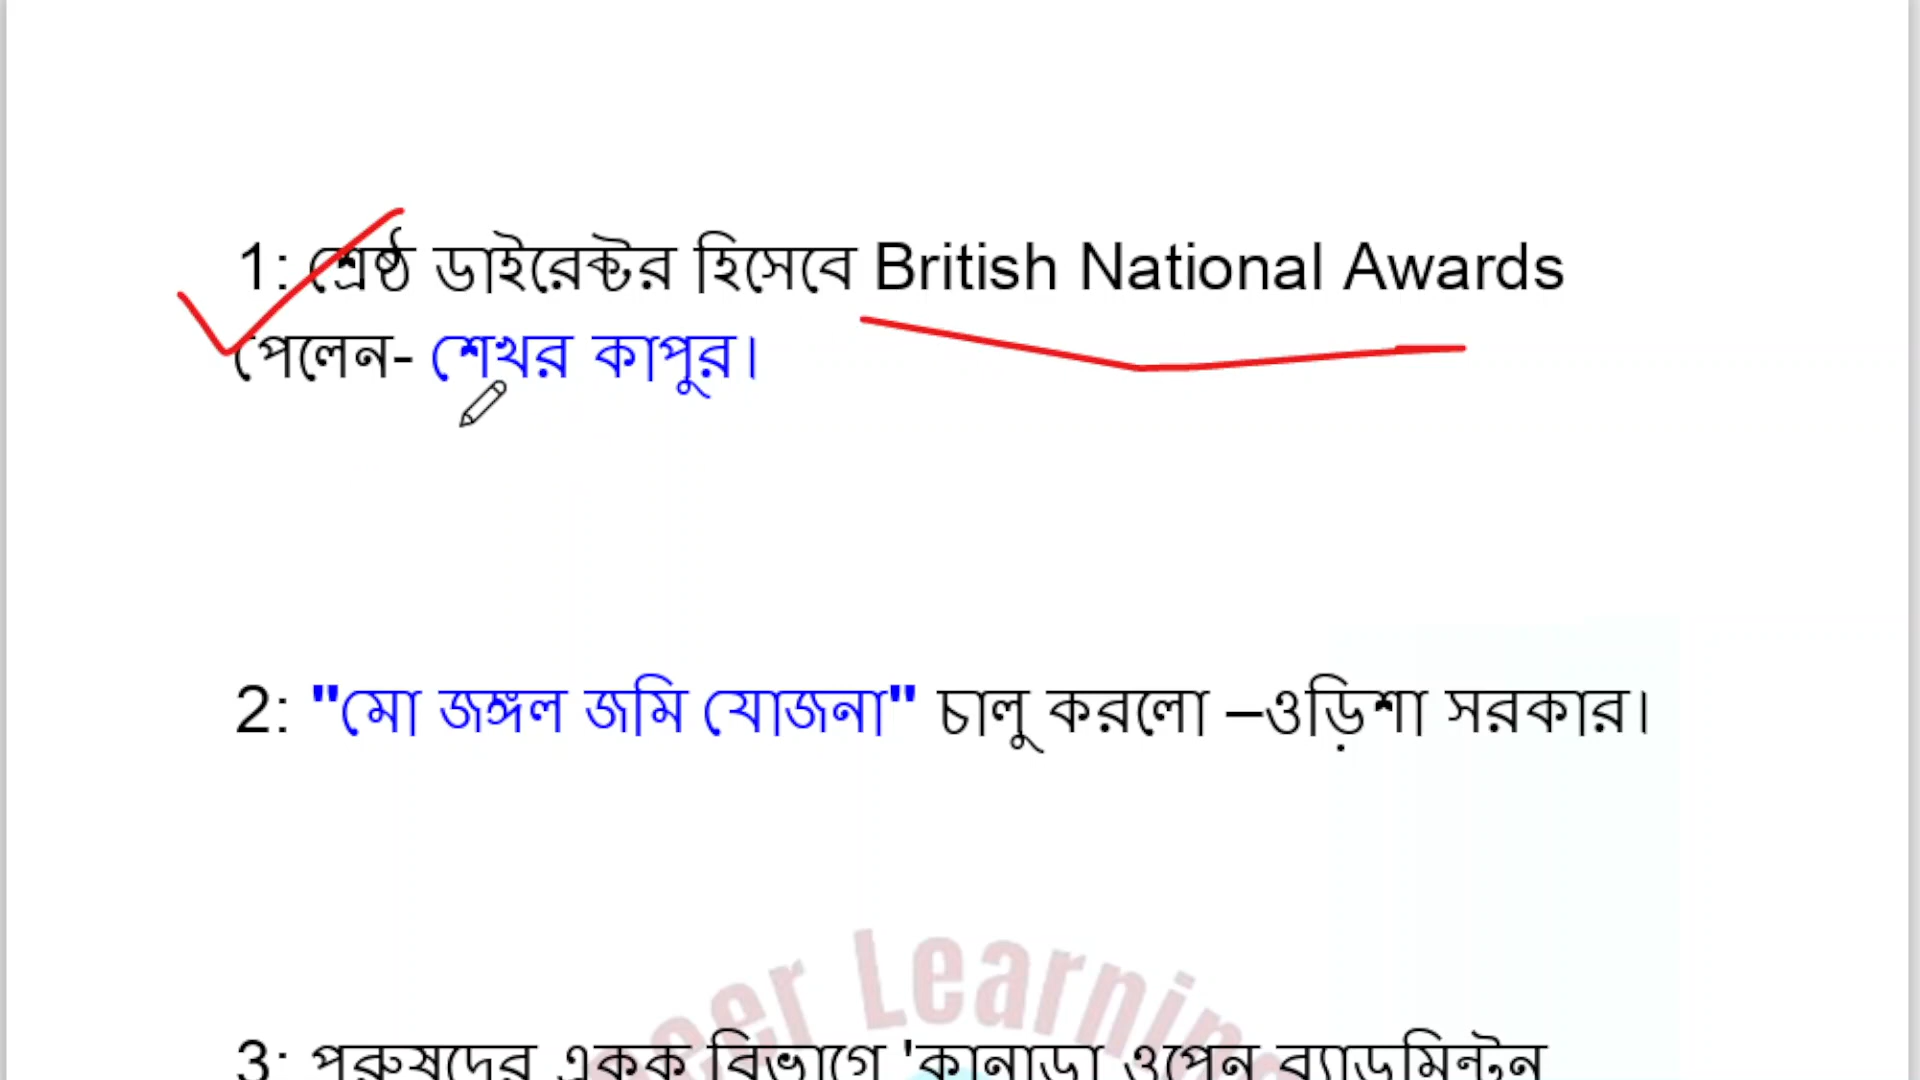 1: শ্রেষ্ঠ ডাইরেক্টর হিসেবে British National Awards
পেলেন- শেখর কাপুর।
2: "মো জঙ্গল জমি যোজনা" চালু করলো –ওড়িশা সরকার।
Learning
3: পুরুষদের একক বিভাগে 'কানাডা ওপেন ব্যাডমিন্টন